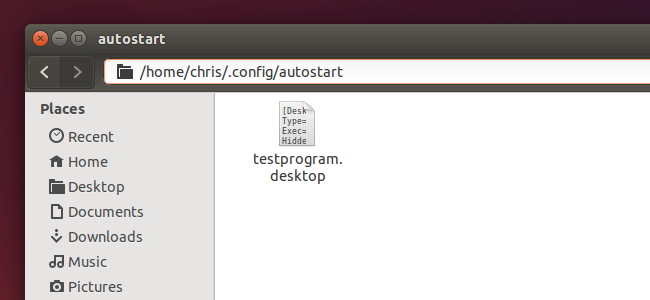 autostart
/home/chris/.config/autostart
Places
Recent
Home
Desktop
Documents
Downloads
Music
Pictures
[Desk
Type=
Exec=
Hidde
testprogram.
desktop